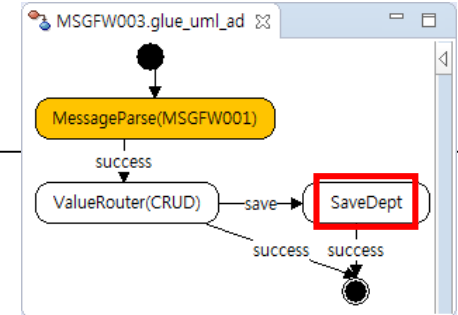 MSGFW003.glue_uml_ad
MessageParse(MSGFW001)
success
ValueRouter(CRUD)
save
SaveDept
success
success